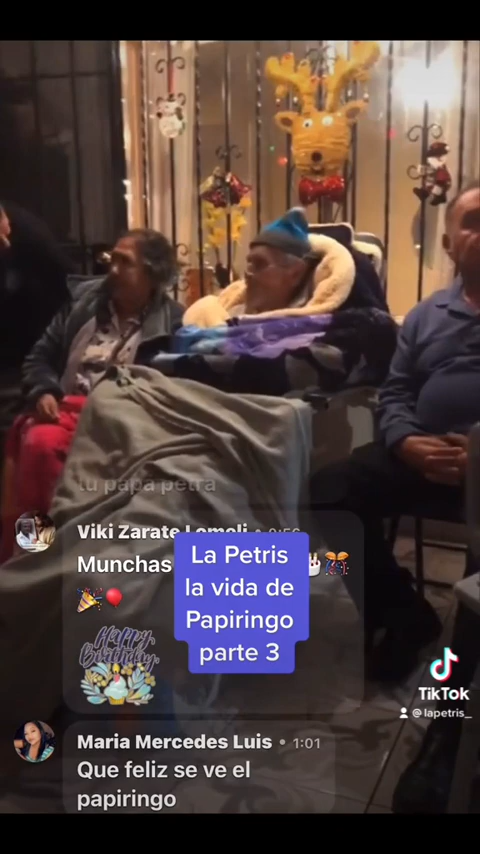 tu papa petra
Viki Zarate Lomeli
Munchas
Happy
Birthday
La Petris
la vida de
Papiringo
parte 3
TikTok
@lapetris_
Maria Mercedes Luis • 1:01
Que feliz se ve el
papiringo